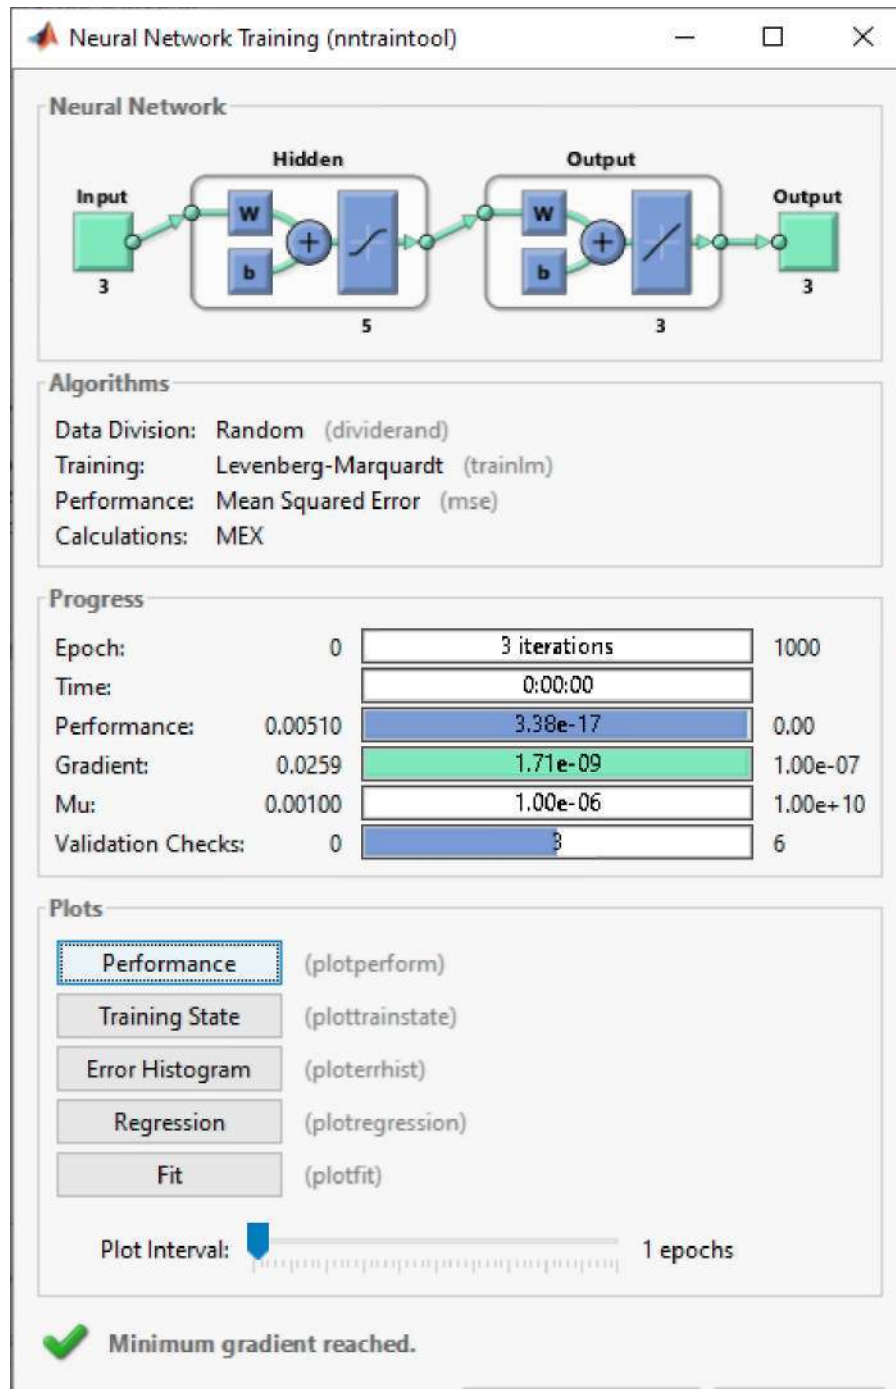 Neural Network Training (nntraintool)
Neural Network
Hidden
Output
Input
Output
W
W
b
b
3
3
5
3
Algorithms
Data Division: Random (dividerand)
Training: Levenberg-Marquardt (trainlm)
Performance: Mean Squared Error (mse)
Calculations: MEX
Progress
Epoch: 0 3 iterations 1000
Time: 0:00:00
Performance: 0.00510 3.38e-17 0.00
Gradient: 0.0259 1.71e-09 1.00e-07
Mu: 0.00100 1.00e-06 1.00e+10
Validation Checks: 0 3 6
Plots
Performance (plotperform)
Training State (plottrainstate)
Error Histogram (ploterrhist)
Regression (plotregression)
Fit (plotfit)
Plot Interval: 1 epochs
Minimum gradient reached.